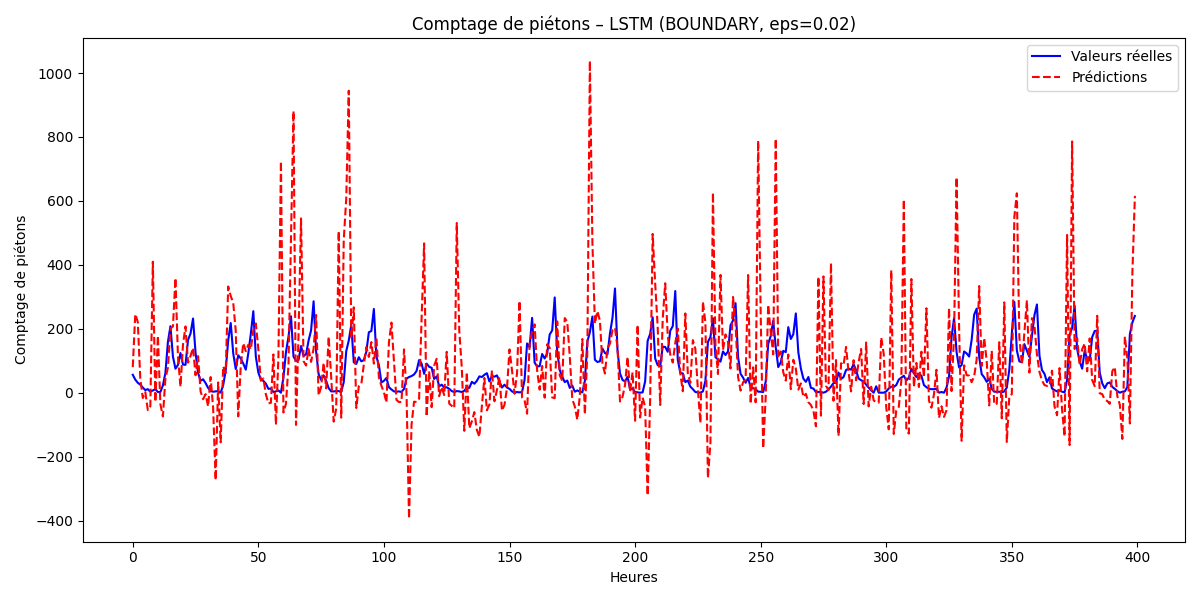 Comptage de piétons – LSTM (BOUNDARY, eps=0.02)
Valeurs réelles
Prédictions
Comptage de piétons
1000
800
600
400
200
0
−200
−400
0 50 100 150 200 250 300 350 400
Heures